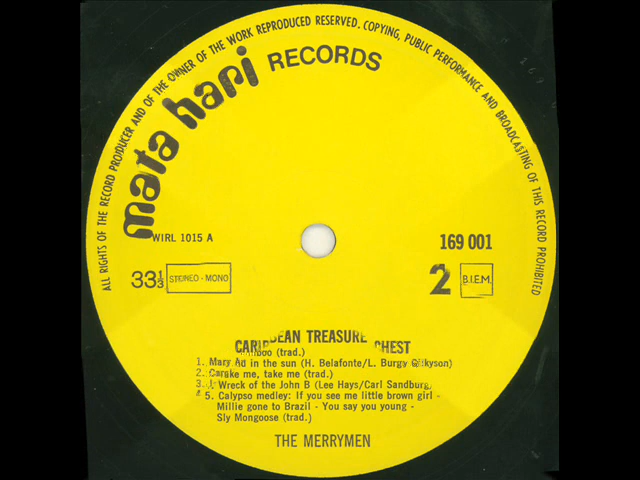 ALL RIGHTS OF THE RECORD PRODUCER AND OF THE OWNER OF THE WORK REPRODUCED RESERVED. COPYING, PUBLIC PERFORMANCE AND BROADCASTING OF THIS RECORD PROHIBITED
mata hari RECORDS
WIRL 1015 A
169 001
33⅓ STEREO - MONO
2 B.I.E.M.
CARIBBEAN TREASURE CHEST
(trad.)
1. Mary in the sun (H. Belafonte/L. Burgy
2. me, take me (trad.)
3. Wreck of the John B (Lee Hays/Carl Sandburg)
5. Calypso medley: If you see me little brown girl -
Millie gone to Brazil - You say you young -
Sly Mongoose (trad.)
THE MERRYMEN